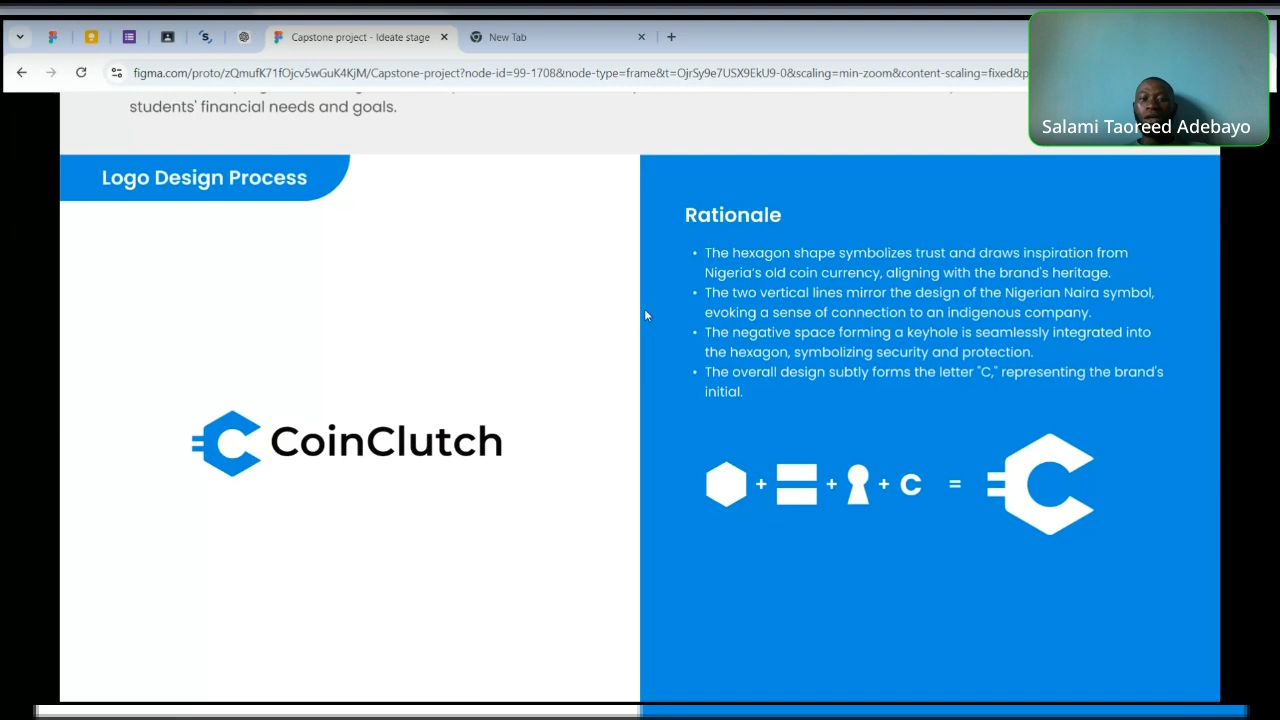 Capstone project - Ideate stage
New Tab
figma.com/proto/zQmufK71fOjcv5wGuK4KjM/Capstone-project?node-id=99-1708&node-type=frame&t=OjrSy9e7USX9EkU9-0&scaling=min-zoom&content-scaling=fixed&p
Salami Taoreed Adebayo
students' financial needs and goals.
Logo Design Process
CoinClutch
Rationale
• The hexagon shape symbolizes trust and draws inspiration from
Nigeria's old coin currency, aligning with the brand's heritage.
• The two vertical lines mirror the design of the Nigerian Naira symbol,
evoking a sense of connection to an indigenous company.
• The negative space forming a keyhole is seamlessly integrated into
the hexagon, symbolizing security and protection.
• The overall design subtly forms the letter "C," representing the brand's
initial.
+ + + C =